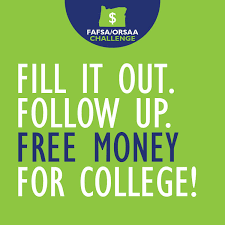 $
FAFSA/ORSAA
CHALLENGE
FILL IT OUT.
FOLLOW UP.
FREE MONEY
FOR COLLEGE!